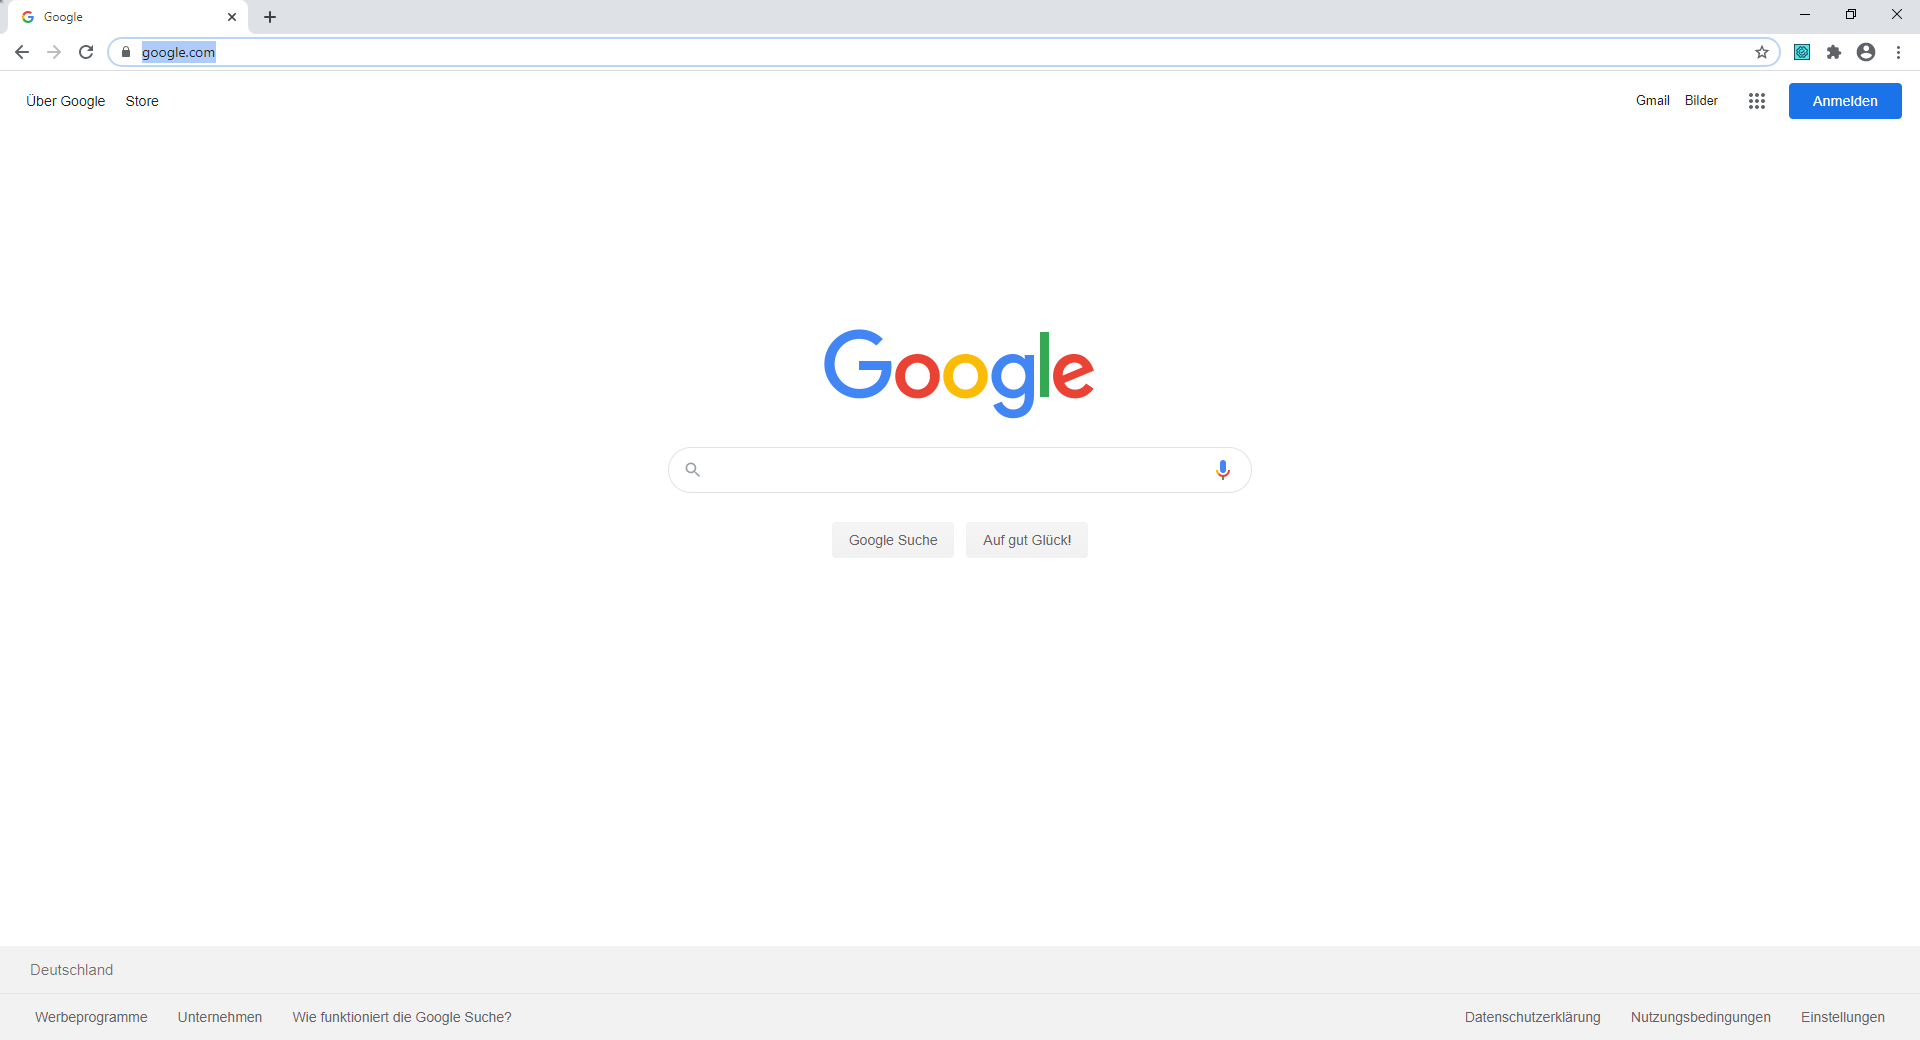 Google
google.com
Über Google Store Gmail Bilder Anmelden
Google
Google Suche Auf gut Glück!
Deutschland
Werbeprogramme Unternehmen Wie funktioniert die Google Suche? Datenschutzerklärung Nutzungsbedingungen Einstellungen